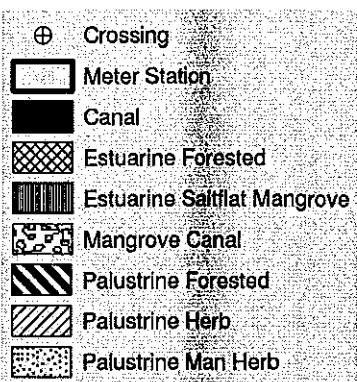 Crossing
Meter Station
Canal
Estuarine Forested
Estuarine Saltflat Mangrove
Mangrove Canal
Palustrine Forested
Palustrine Herb
Palustrine Man Herb